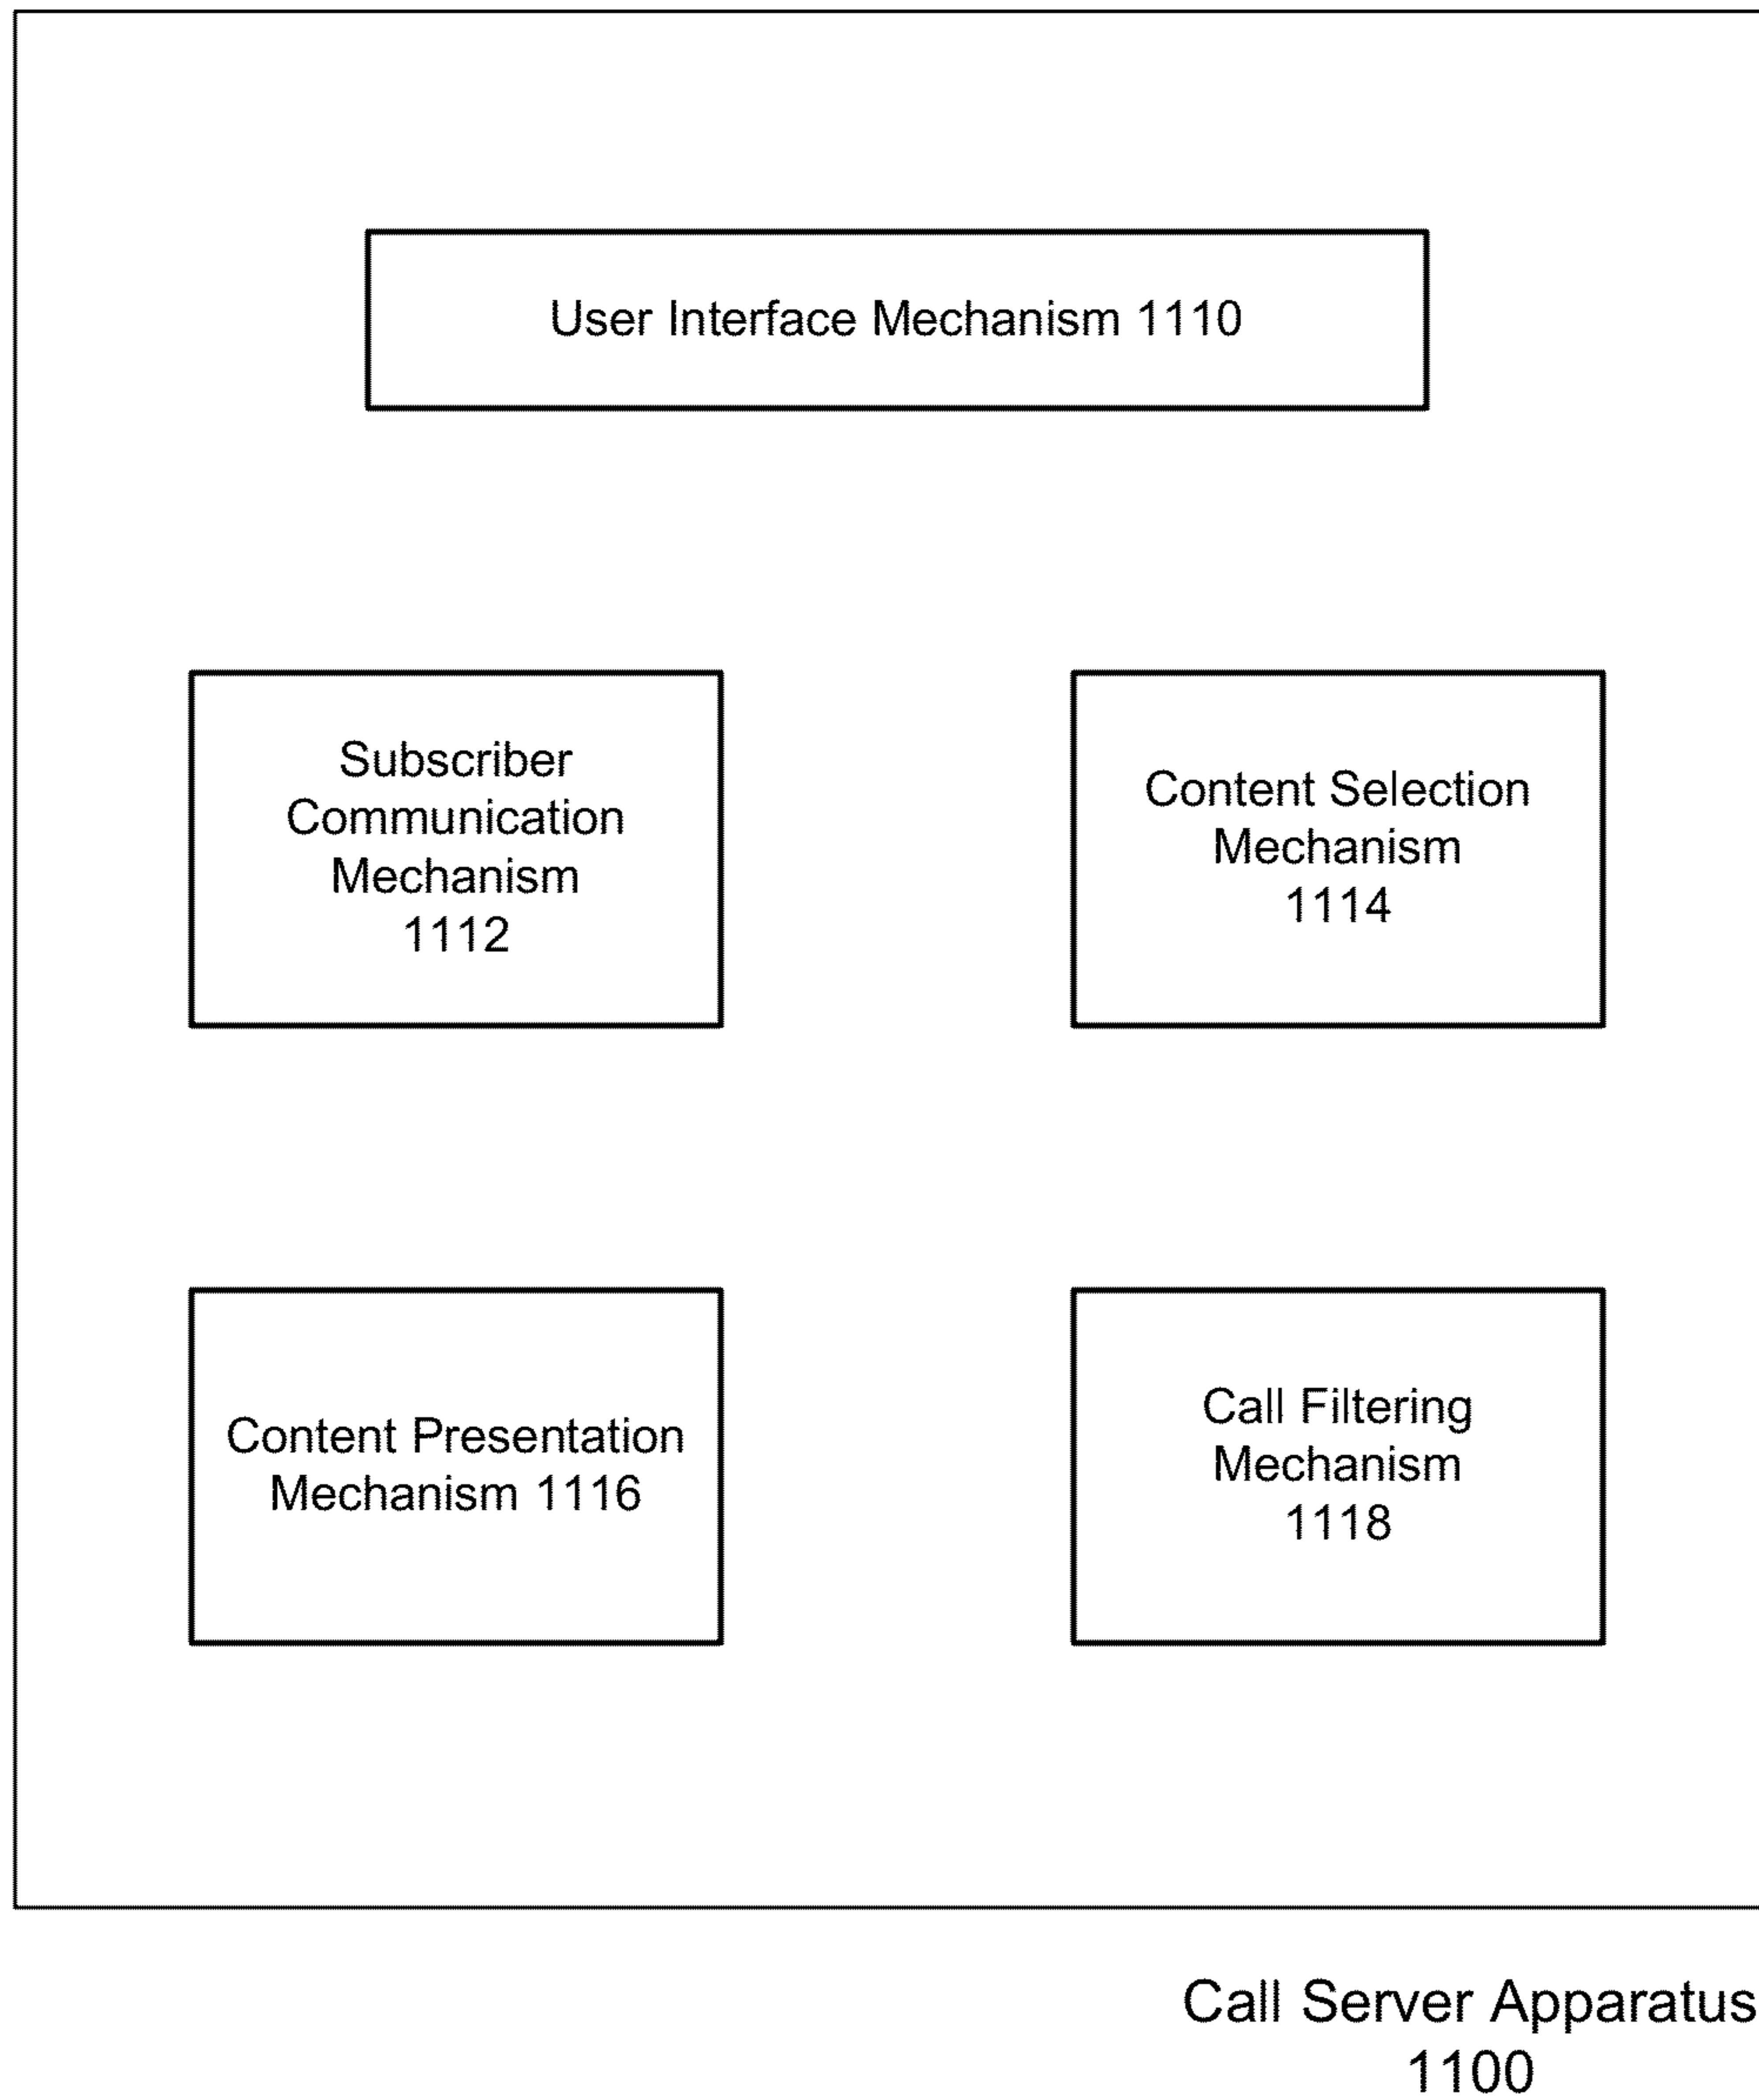 User Interface Mechanism 1110
Subscriber
Communication
Mechanism
1112
Content Selection
Mechanism
1114
Content Presentation
Mechanism 1116
Call Filtering
Mechanism
1118
Call Server Apparatus
1100